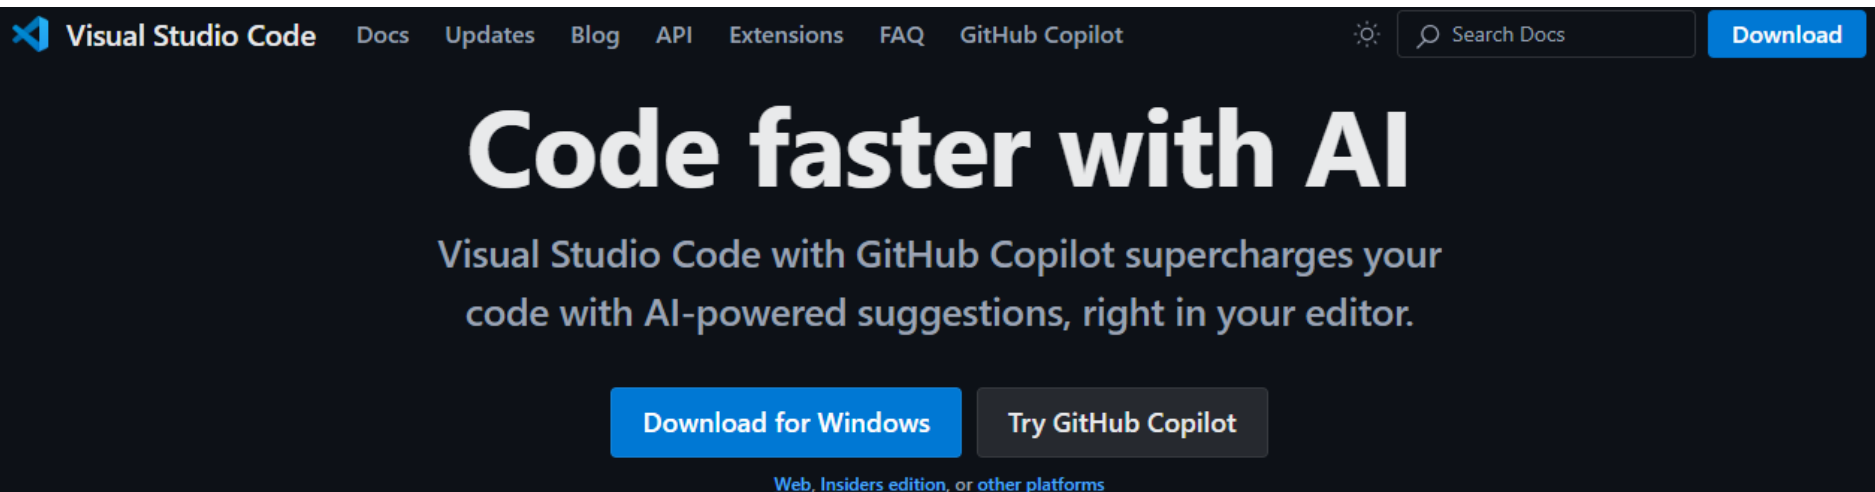 Visual Studio Code Docs Updates Blog API Extensions FAQ GitHub Copilot Search Docs Download
Code faster with AI
Visual Studio Code with GitHub Copilot supercharges your
code with AI-powered suggestions, right in your editor.
Download for Windows Try GitHub Copilot
Web, Insiders edition, or other platforms